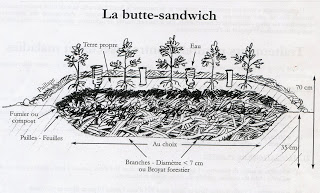 La butte-sandwich
Terre propre
Eau
Paillage
70 cm
Fumier ou
compost
Pailles - Feuilles
35 cm
Au choix
Branches - Diamètre < 7 cm
ou Broyat forestier